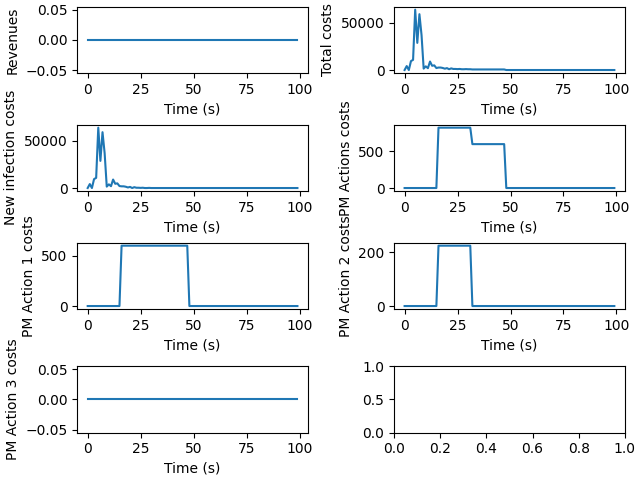 Revenues
0.05
0.00
−0.05
0 25 50 75 100
Time (s)
Total costs
50000
0
0 25 50 75 100
Time (s)
New infection costs
50000
0
0 25 50 75 100
Time (s)
PM Actions costs
500
0
0 25 50 75 100
Time (s)
PM Action 1 costs
500
0
0 25 50 75 100
Time (s)
PM Action 2 costs
200
0
0 25 50 75 100
Time (s)
PM Action 3 costs
0.05
0.00
−0.05
0 25 50 75 100
Time (s)
1.0
0.5
0.0
0.0 0.2 0.4 0.6 0.8 1.0